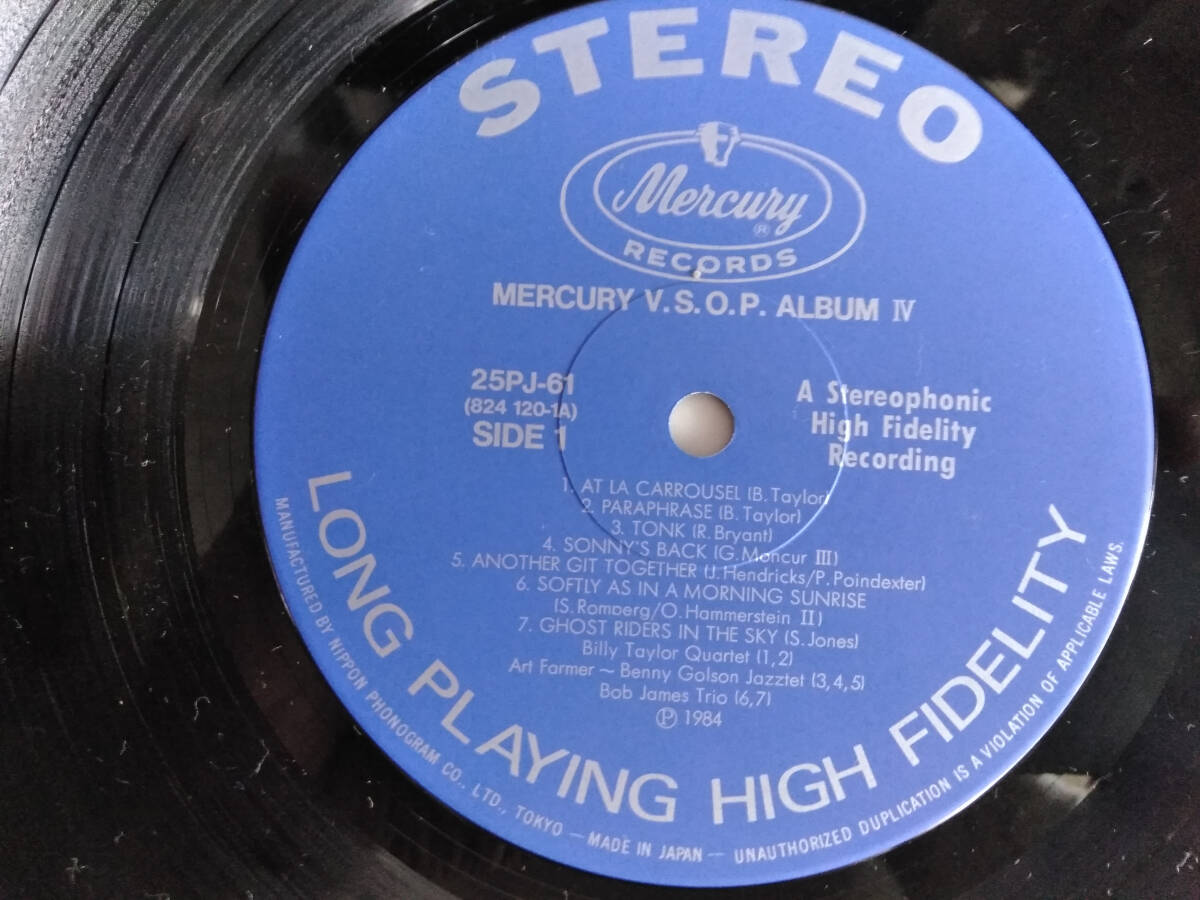 STEREO
Mercury
®
RECORDS
MERCURY V.S.O.P. ALBUM Ⅳ
25PJ-61
(824 120-1A)
SIDE 1
A Stereophonic
High Fidelity
Recording
1. AT LA CARROUSEL (B. Taylor)
2. PARAPHRASE (B. Taylor)
3. TONK (R. Bryant)
4. SONNY'S BACK (G. Moncur Ⅲ)
5. ANOTHER GIT TOGETHER (J. Hendricks/P. Poindexter)
6. SOFTLY AS IN A MORNING SUNRISE
(S. Romberg/O. Hammerstein Ⅱ)
7. GHOST RIDERS IN THE SKY (S. Jones)
Billy Taylor Quartet (1, 2)
Art Farmer ~ Benny Golson Jazztet (3, 4, 5)
Bob James Trio (6, 7)
℗ 1984
LONG PLAYING HIGH FIDELITY
MANUFACTURED BY NIPPON PHONOGRAM CO., LTD., TOKYO — MADE IN JAPAN — UNAUTHORIZED DUPLICATION IS A VIOLATION OF APPLICABLE LAWS.